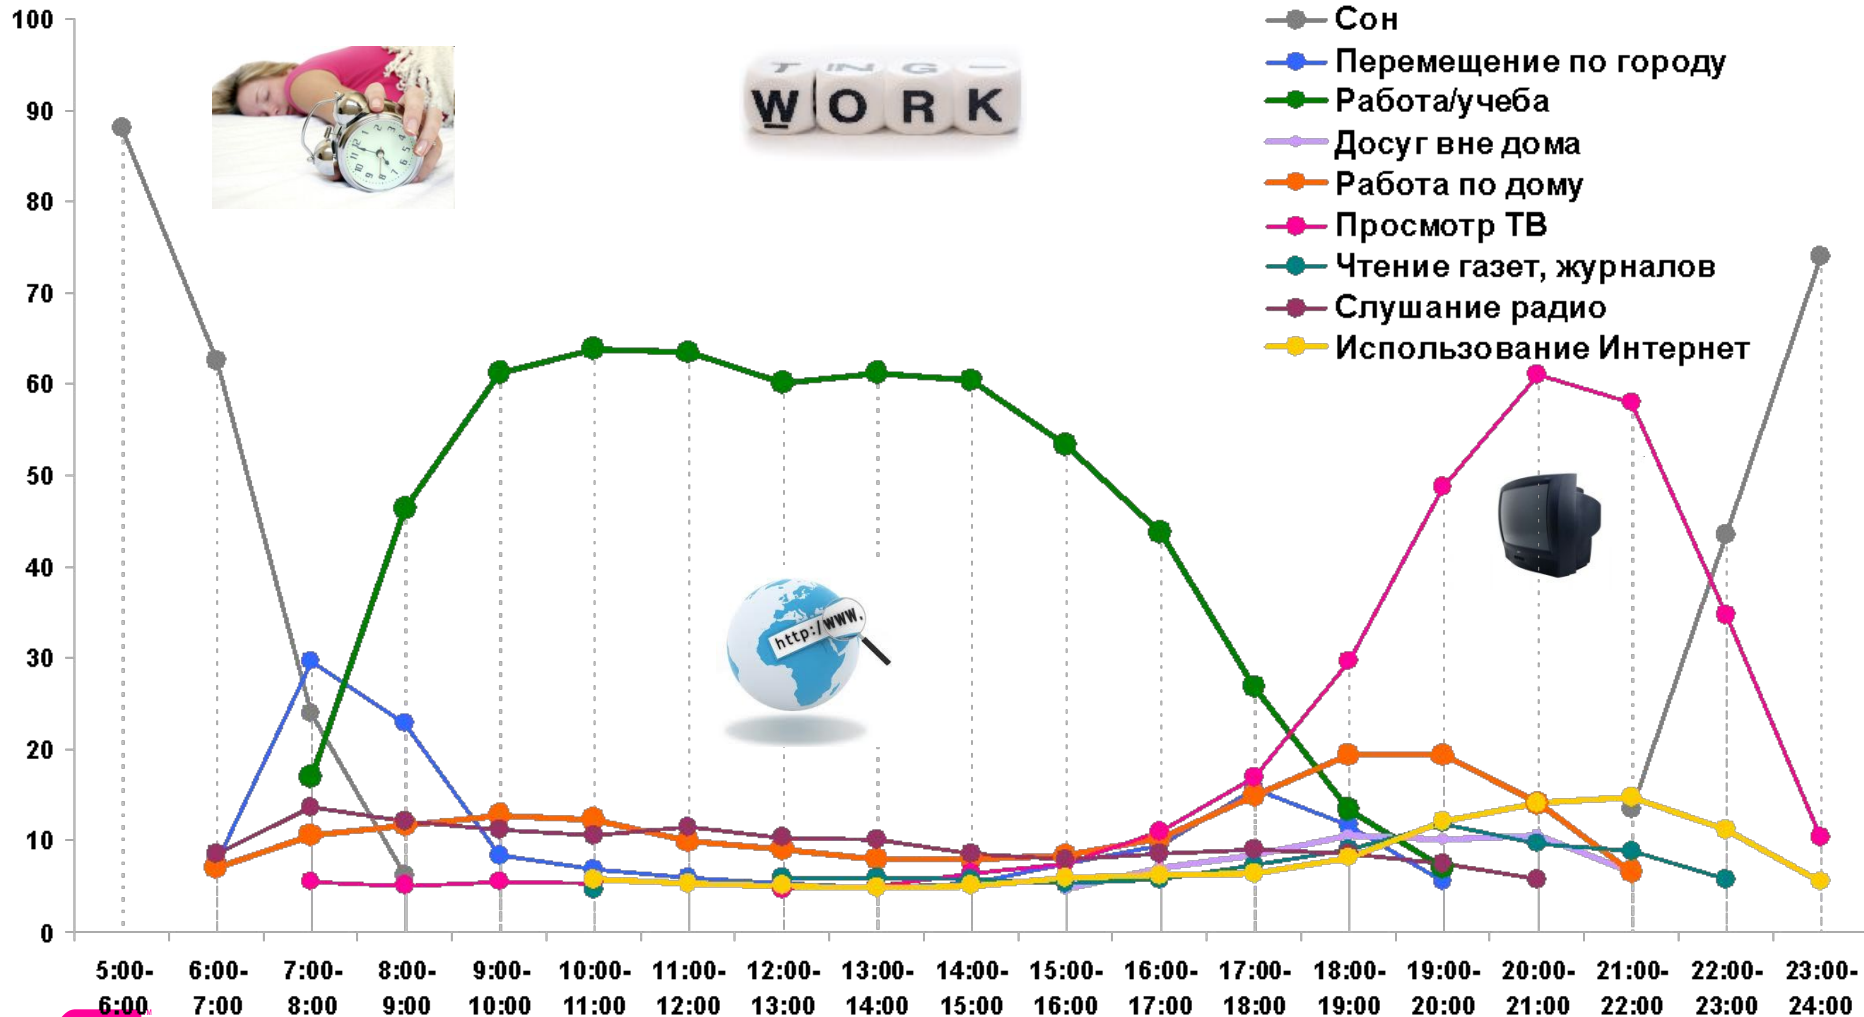 100
90
80
70
60
50
40
30
20
10
0
Сон
Перемещение по городу
Работа/учеба
Досуг вне дома
Работа по дому
Просмотр ТВ
Чтение газет, журналов
Слушание радио
Использование Интернет
WORK
http:/www.
5:00- 6:00- 7:00- 8:00- 9:00- 10:00- 11:00- 12:00- 13:00- 14:00- 15:00- 16:00- 17:00- 18:00- 19:00- 20:00- 21:00- 22:00- 23:00-
6:00 7:00 8:00 9:00 10:00 11:00 12:00 13:00 14:00 15:00 16:00 17:00 18:00 19:00 20:00 21:00 22:00 23:00 24:00